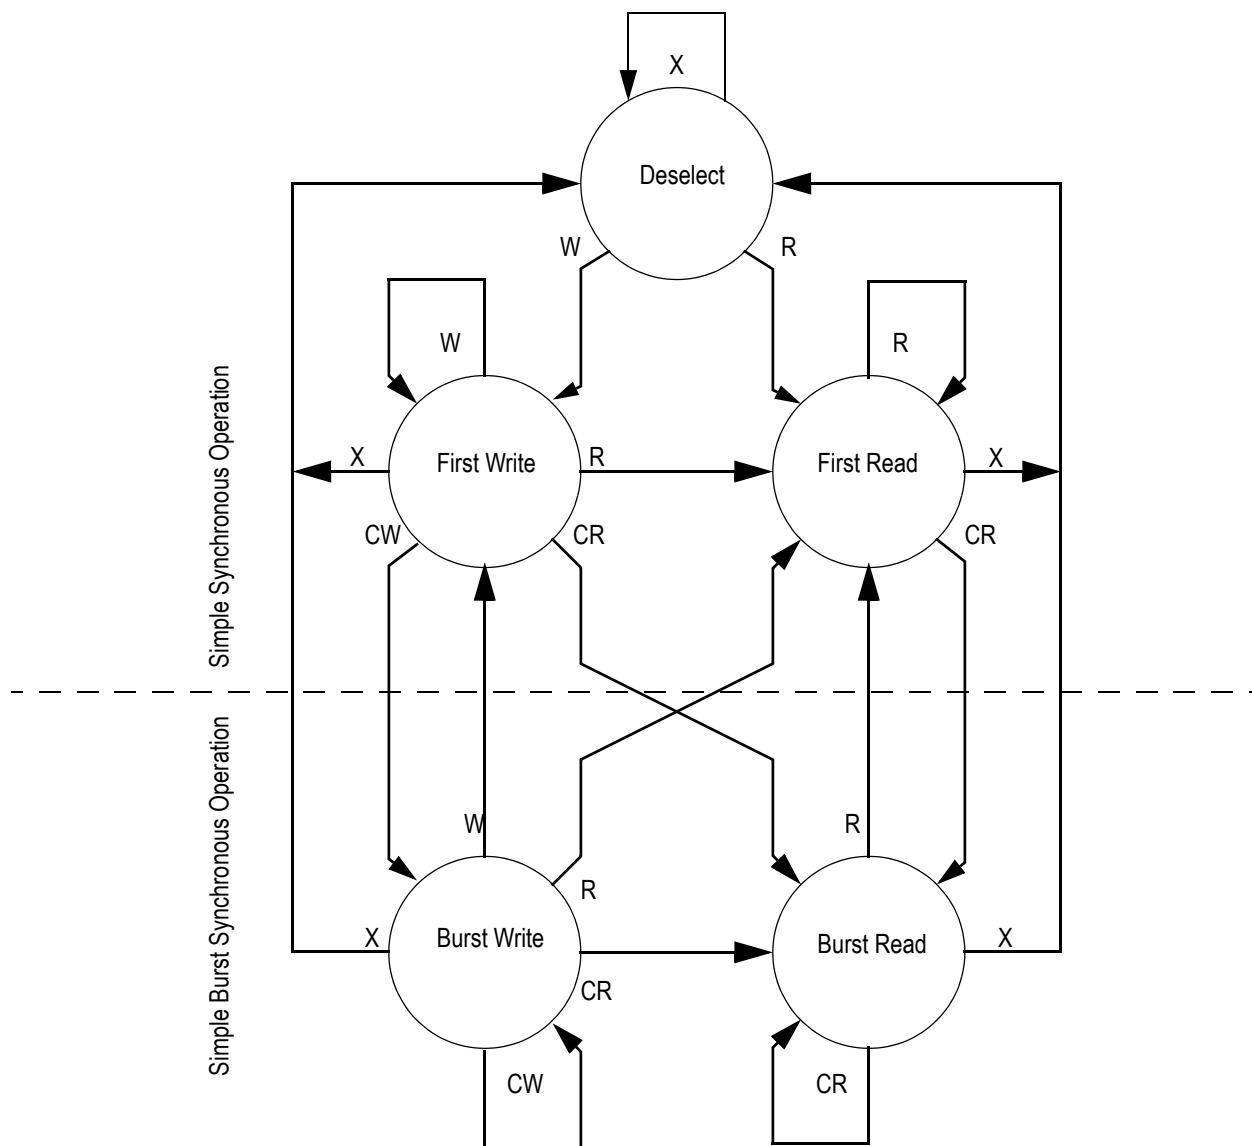 X
Deselect
W
R
W
R
Simple Synchronous Operation
X
First Write
R
First Read
X
CW
CR
CR
Simple Burst Synchronous Operation
W
R
R
X
Burst Write
Burst Read
X
CR
CW
CR